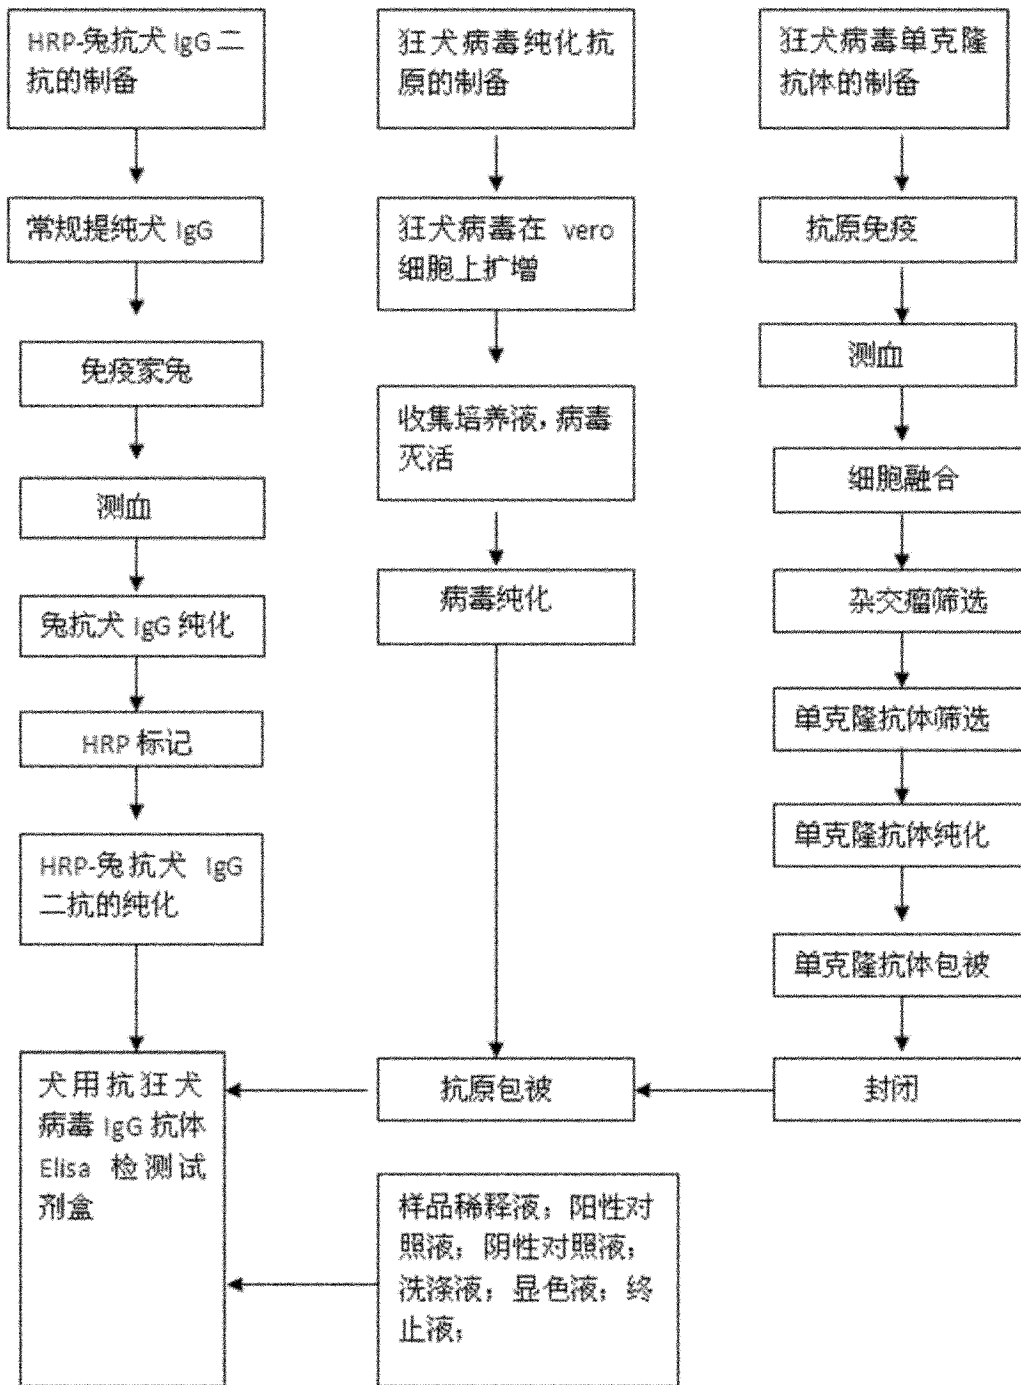 HRP-兔抗犬 IgG 二
抗的制备
常规提纯犬 IgG
免疫家兔
测血
兔抗犬 IgG 纯化
HRP 标记
HRP-兔抗犬 IgG
二抗的纯化
犬用抗狂犬
病毒 IgG 抗体
Elisa 检测试
剂盒
狂犬病毒纯化抗
原的制备
狂犬病毒在 vero
细胞上扩增
收集培养液，病毒
灭活
病毒纯化
抗原包被
样品稀释液；阳性对
照液；阴性对照液；
洗涤液；显色液；终
止液；
狂犬病毒单克隆
抗体的制备
抗原免疫
测血
细胞融合
杂交瘤筛选
单克隆抗体筛选
单克隆抗体纯化
单克隆抗体包被
封闭